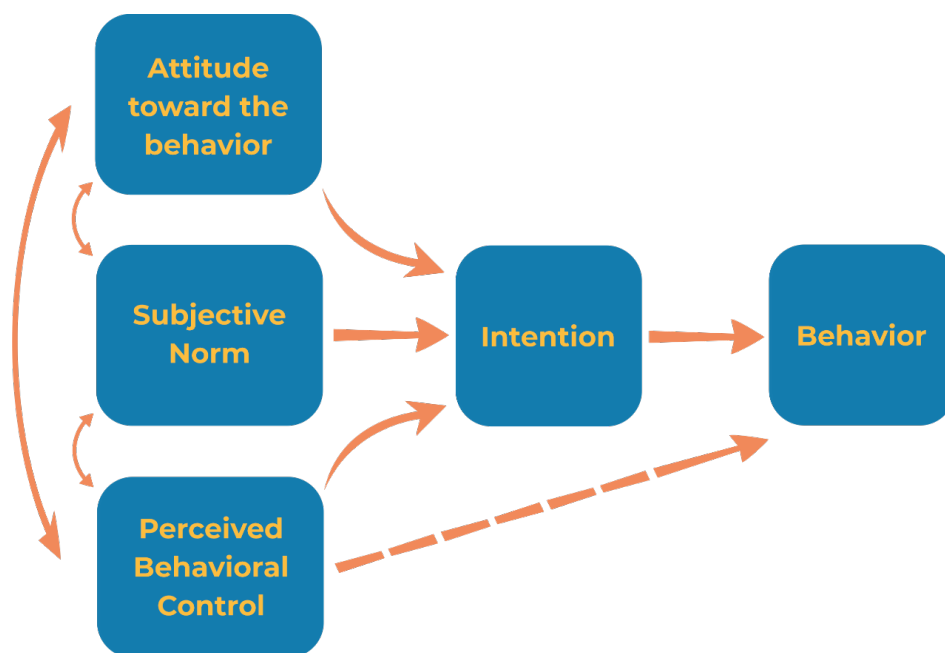 Attitude
toward the
behavior
Subjective
Norm
Intention
Behavior
Perceived
Behavioral
Control